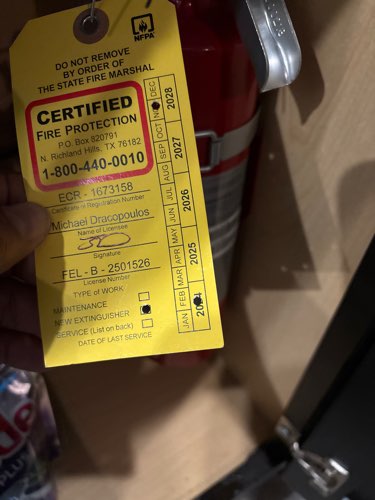 NFPA
DO NOT REMOVE
BY ORDER OF
THE STATE FIRE MARSHAL
CERTIFIED
FIRE PROTECTION
P.O. Box 820791
N. Richland Hills, TX 76182
1-800-440-0010
ECR - 1673158
Certificate of Registration Number
Michael Dracopoulos
Name of Licensee
Signature
FEL - B - 2501526
License Number
TYPE OF WORK
MAINTENANCE
NEW EXTINGUISHER
SERVICE (List on back)
DATE OF LAST SERVICE
JAN FEB MAR APR MAY JUN JUL AUG SEP OCT DEC
2025 2026 2027 2028